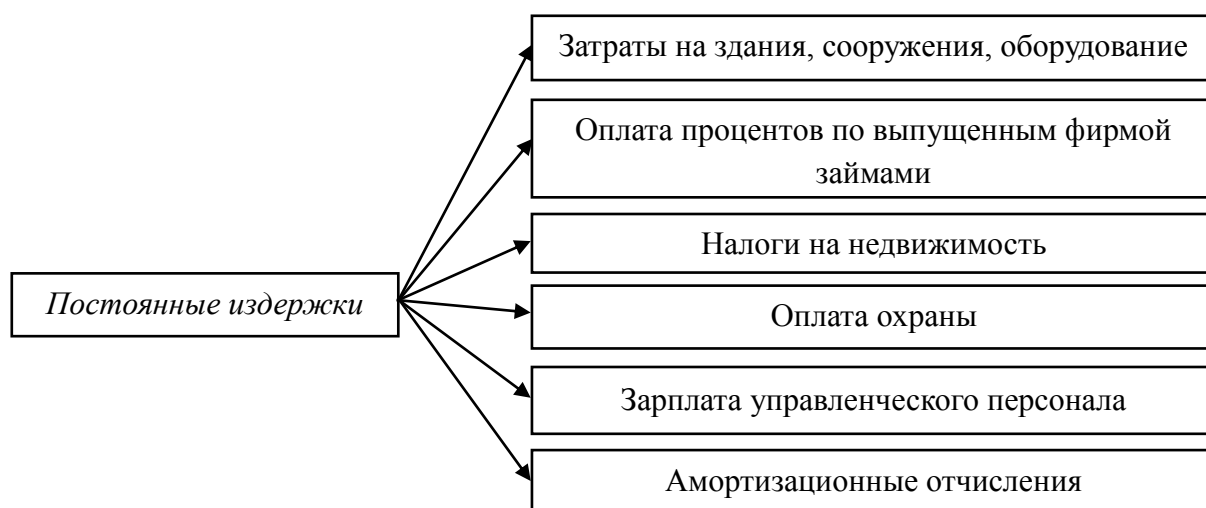 Затраты на здания, сооружения, оборудование
Оплата процентов по выпущенным фирмой
займами
Налоги на недвижимость
Постоянные издержки
Оплата охраны
Зарплата управленческого персонала
Амортизационные отчисления